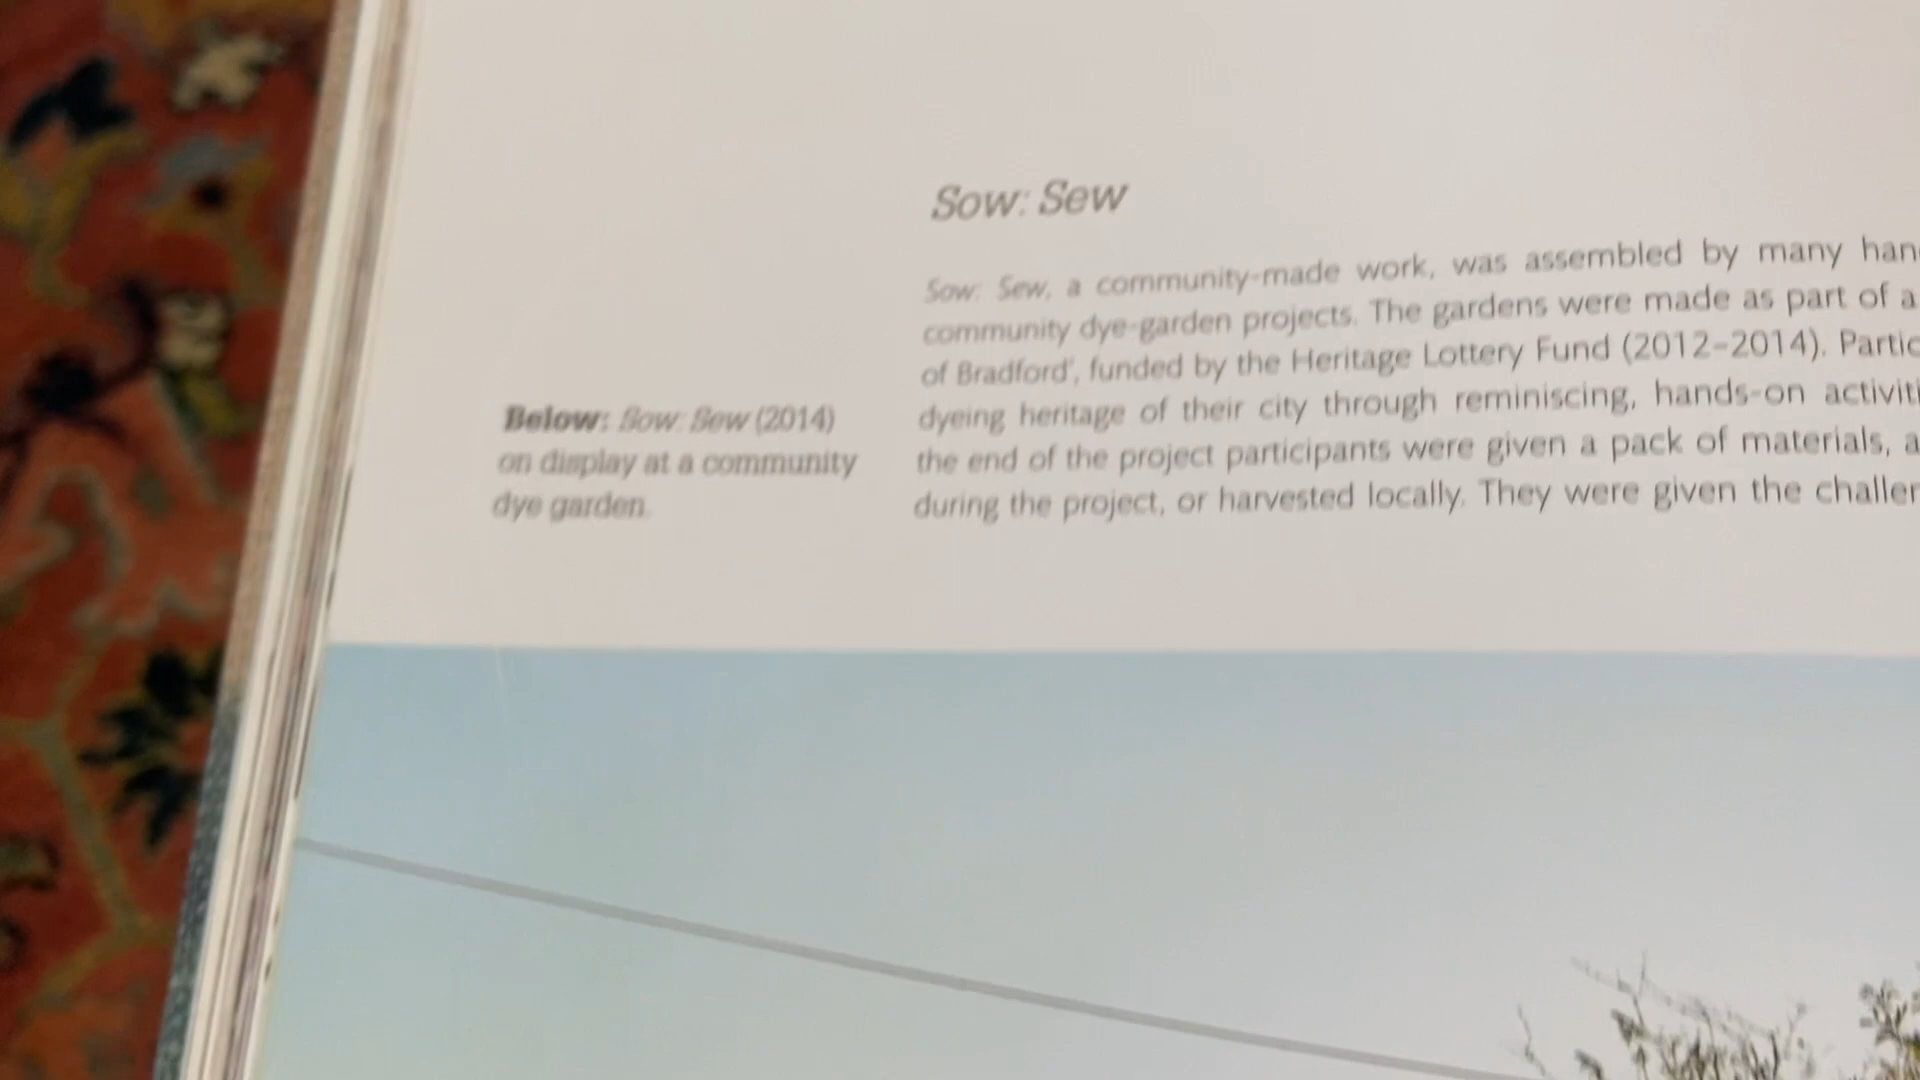 Sow: Sew
Sow: Sew, a community-made work, was assembled by many
community dye-garden projects. The gardens were made as part of a
of Bradford', funded by the Heritage Lottery Fund (2012–2014).
dyeing heritage of their city through reminiscing, hands-on
the end of the project participants were given a pack of materials,
during the project, or harvested locally. They were given the
Below: Sow: Sew (2014)
on display at a community
dye garden.